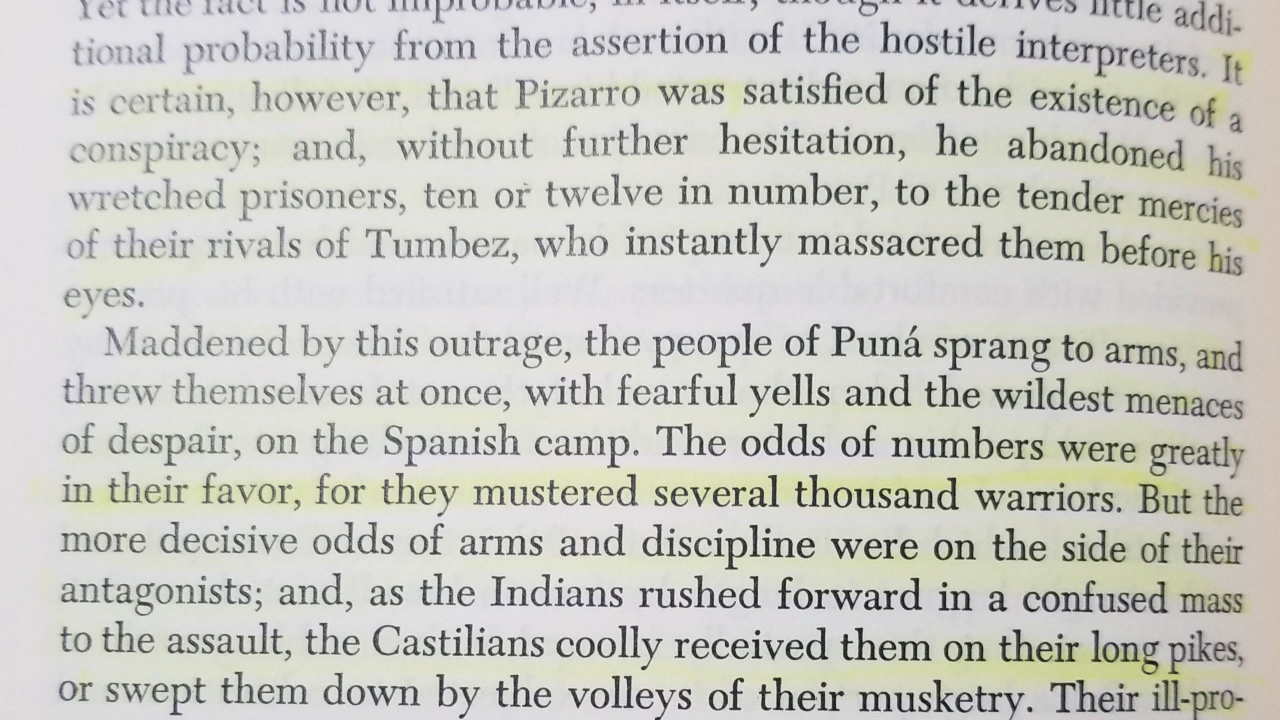 Yet the fact is not improbable, in itself, though it derives little addi-
tional probability from the assertion of the hostile interpreters. It
is certain, however, that Pizarro was satisfied of the existence of a
conspiracy; and, without further hesitation, he abandoned his
wretched prisoners, ten or twelve in number, to the tender mercies
of their rivals of Tumbez, who instantly massacred them before his
eyes.
Maddened by this outrage, the people of Puná sprang to arms, and
threw themselves at once, with fearful yells and the wildest menaces
of despair, on the Spanish camp. The odds of numbers were greatly
in their favor, for they mustered several thousand warriors. But the
more decisive odds of arms and discipline were on the side of their
antagonists; and, as the Indians rushed forward in a confused mass
to the assault, the Castilians coolly received them on their long pikes,
or swept them down by the volleys of their musketry. Their ill-pro-